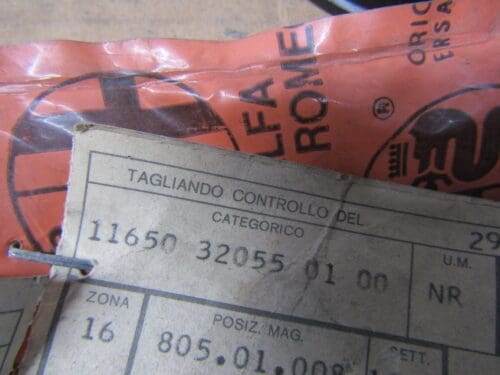 ALFA
ROMEO
ORIG
ERSA
TAGLIANDO CONTROLLO DEL
29
CATEGORICO
U.M.
11650 32055 01 00
NR
ZONA
POSIZ. MAG.
SETT.
16
805.01.008